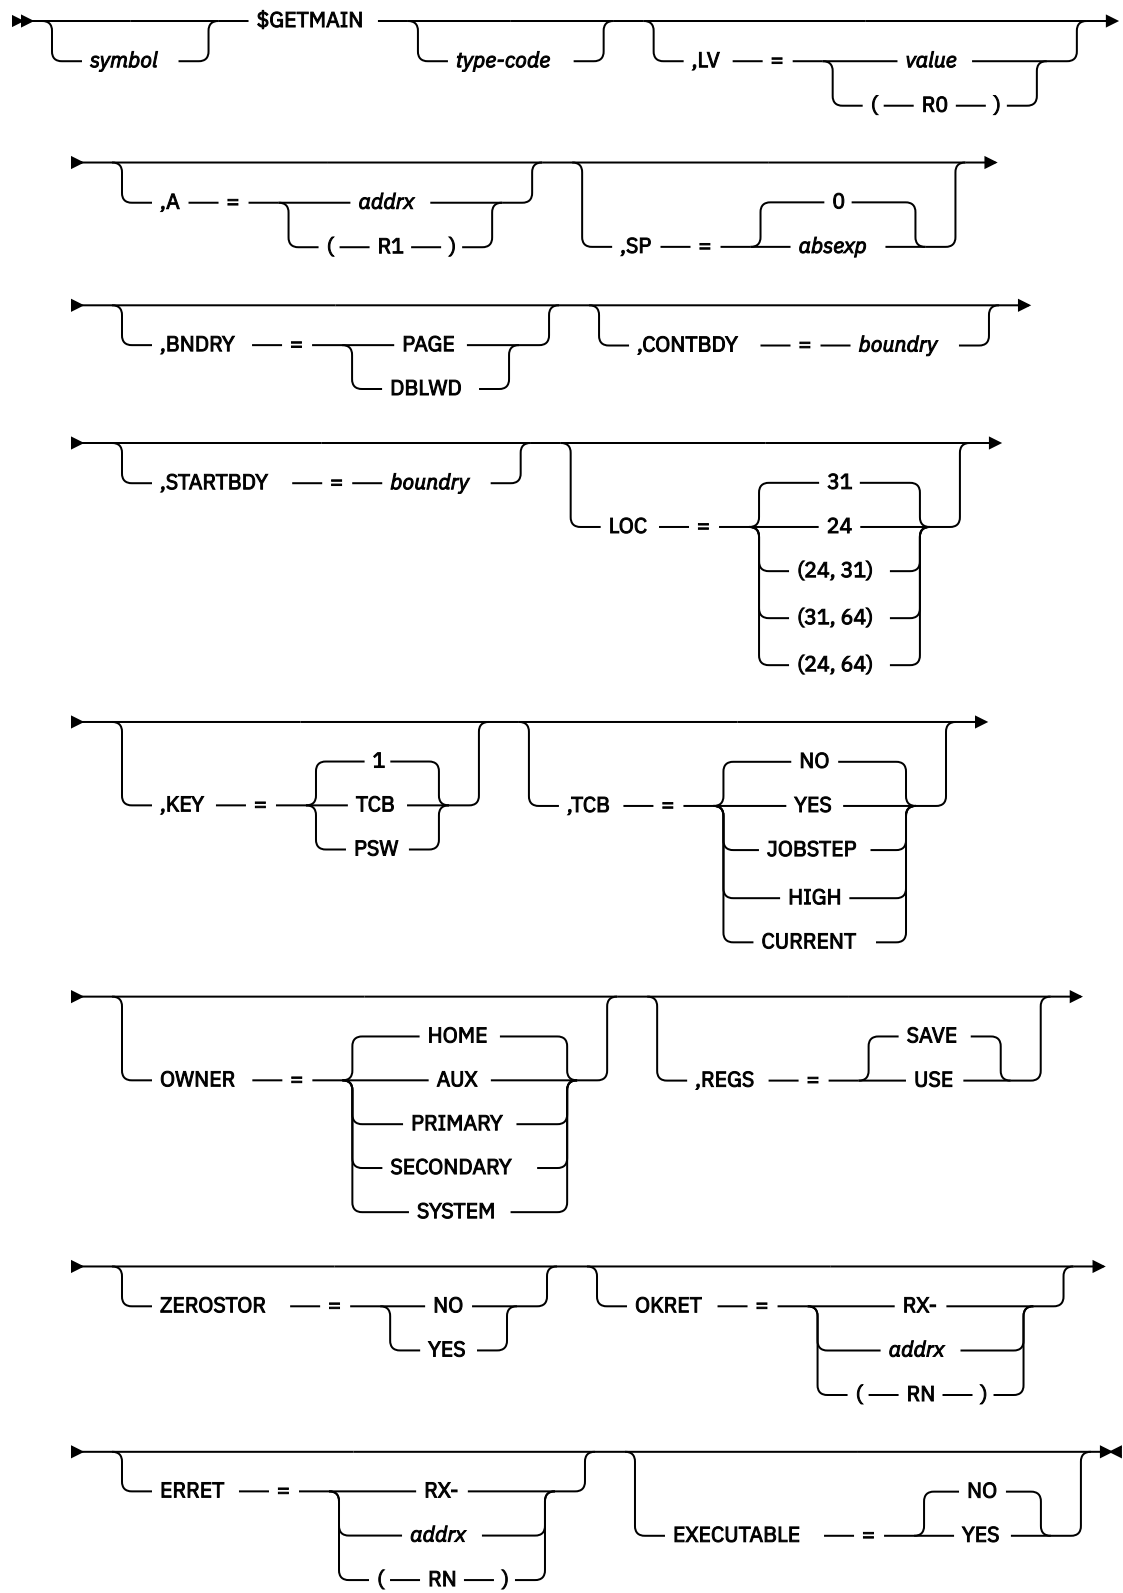 $GETMAIN
symbol type-code ,LV = value
( R0 )
,A = addrx 0
( R1 ) ,SP = absexp
,BNDRY = PAGE ,CONTBDY = boundry
DBLWD
,STARTBDY = boundry 31
LOC = 24
(24, 31)
(31, 64)
(24, 64)
1 NO
,KEY = TCB ,TCB = YES
PSW JOBSTEP
HIGH
CURRENT
HOME SAVE
OWNER = AUX ,REGS = USE
PRIMARY
SECONDARY
SYSTEM
ZEROSTOR = NO OKRET = RX-
YES addrx
( RN )
ERRET = RX- NO
addrx EXECUTABLE = YES
( RN )